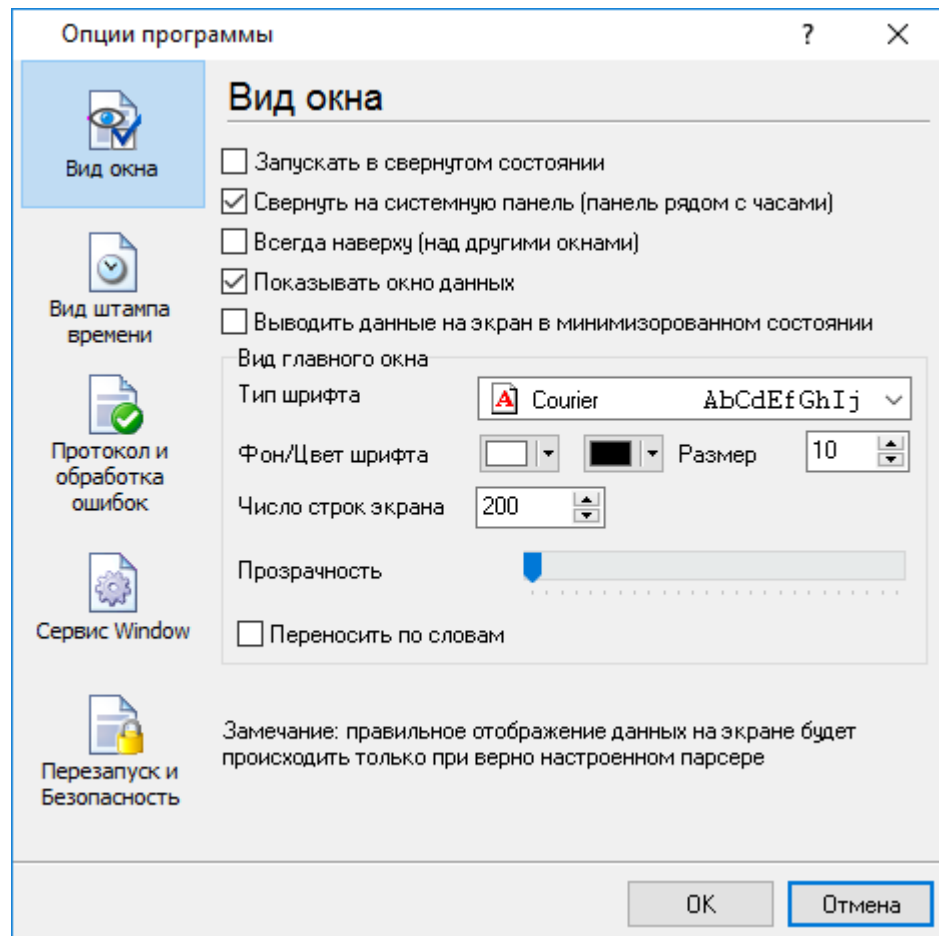 Опции программы
?
Вид окна
Вид штампа
времени
Протокол и
обработка
ошибок
Сервис Window
Перезапуск и
Безопасность
Вид окна
Запускать в свернутом состоянии
Свернуть на системную панель (панель рядом с часами)
Всегда наверху (над другими окнами)
Показывать окно данных
Выводить данные на экран в минимизорованном состоянии
Вид главного окна
Тип шрифта Courier AbCdEfGhIj
Фон/Цвет шрифта Размер 10
Число строк экрана 200
Прозрачность
Переносить по словам
Замечание: правильное отображение данных на экране будет
происходить только при верно настроенном парсере
OK Отмена